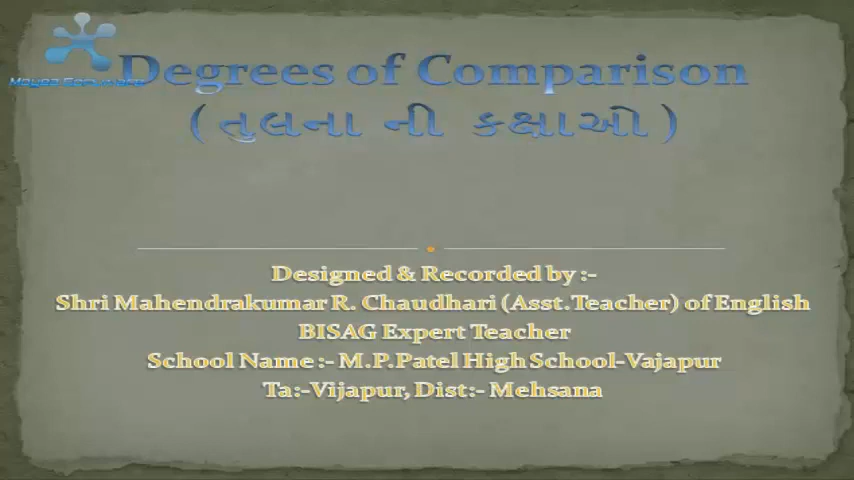 Degrees of Comparison
( તુલના ની કક્ષાઓ )
Designed & Recorded by :-
Shri Mahendrakumar R. Chaudhari (Asst.Teacher) of English
BISAG Expert Teacher
School Name :- M.P.Patel High School-Vajapur
Ta:-Vijapur, Dist:- Mehsana